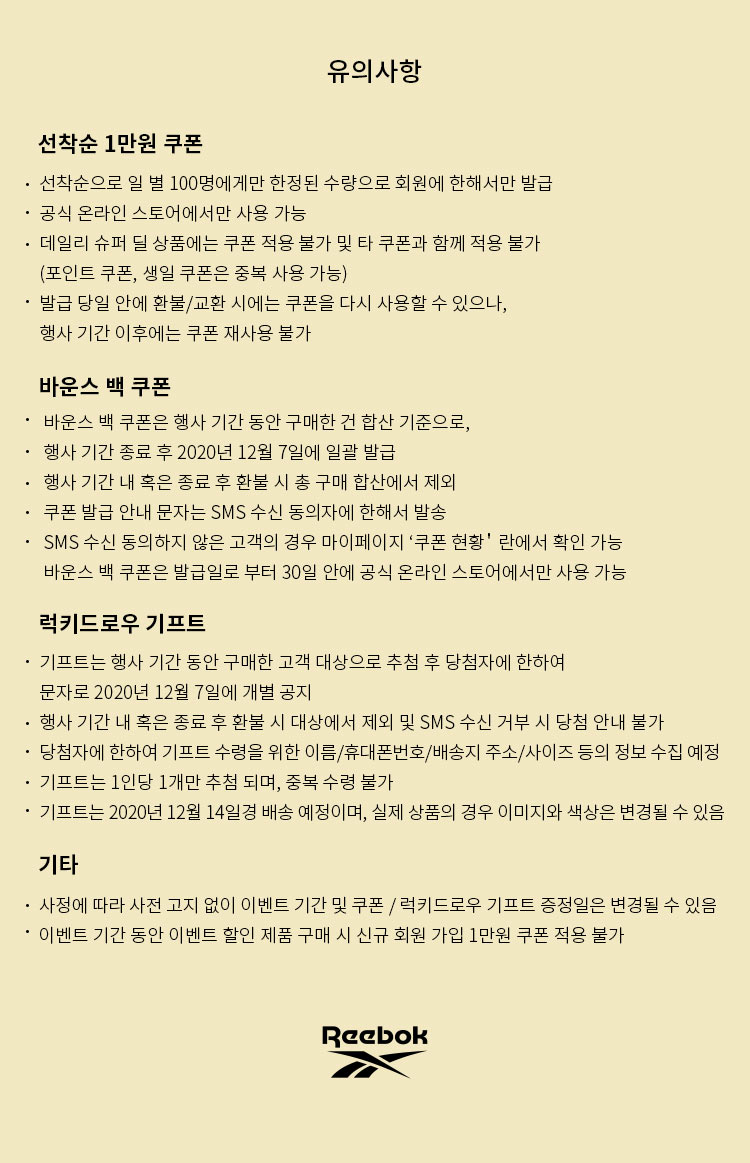 유의사항
선착순 1만원 쿠폰
· 선착순으로 일 별 100명에게만 한정된 수량으로 회원에 한해서만 발급
· 공식 온라인 스토어에서만 사용 가능
· 데일리 슈퍼 딜 상품에는 쿠폰 적용 불가 및 타 쿠폰과 함께 적용 불가
(포인트 쿠폰, 생일 쿠폰은 중복 사용 가능)
· 발급 당일 안에 환불/교환 시에는 쿠폰을 다시 사용할 수 있으나,
행사 기간 이후에는 쿠폰 재사용 불가
바운스 백 쿠폰
· 바운스 백 쿠폰은 행사 기간 동안 구매한 건 합산 기준으로,
· 행사 기간 종료 후 2020년 12월 7일에 일괄 발급
· 행사 기간 내 혹은 종료 후 환불 시 총 구매 합산에서 제외
· 쿠폰 발급 안내 문자는 SMS 수신 동의자에 한해서 발송
· SMS 수신 동의하지 않은 고객의 경우 마이페이지 ‘쿠폰 현황' 란에서 확인 가능
바운스 백 쿠폰은 발급일로 부터 30일 안에 공식 온라인 스토어에서만 사용 가능
럭키드로우 기프트
· 기프트는 행사 기간 동안 구매한 고객 대상으로 추첨 후 당첨자에 한하여
문자로 2020년 12월 7일에 개별 공지
· 행사 기간 내 혹은 종료 후 환불 시 대상에서 제외 및 SMS 수신 거부 시 당첨 안내 불가
· 당첨자에 한하여 기프트 수령을 위한 이름/휴대폰번호/배송지 주소/사이즈 등의 정보 수집 예정
· 기프트는 1인당 1개만 추첨 되며, 중복 수령 불가
· 기프트는 2020년 12월 14일경 배송 예정이며, 실제 상품의 경우 이미지와 색상은 변경될 수 있음
기타
· 사정에 따라 사전 고지 없이 이벤트 기간 및 쿠폰 / 럭키드로우 기프트 증정일은 변경될 수 있음
· 이벤트 기간 동안 이벤트 할인 제품 구매 시 신규 회원 가입 1만원 쿠폰 적용 불가
Reebok